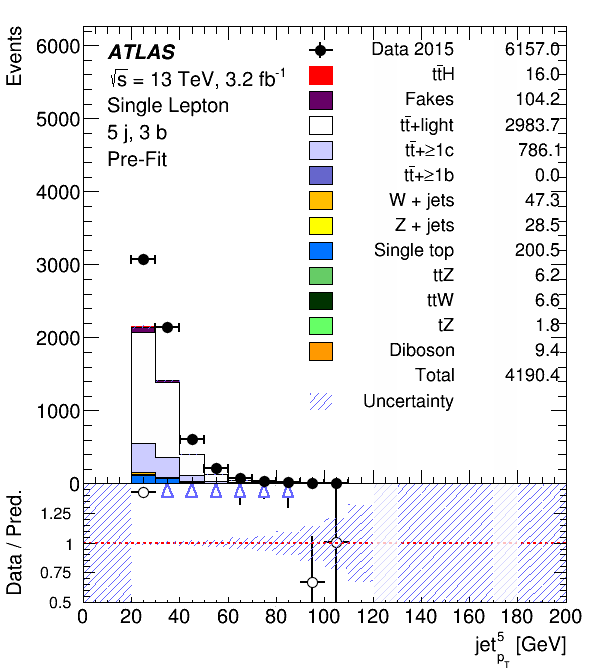 Events
6000
5000
4000
3000
2000
1000
0
ATLAS
√s = 13 TeV, 3.2 fb⁻¹
Single Lepton
5 j, 3 b
Pre-Fit
Data 2015 6157.0
tt̄H 16.0
Fakes 104.2
tt̄+light 2983.7
tt̄+≥1c 786.1
tt̄+≥1b 0.0
W + jets 47.3
Z + jets 28.5
Single top 200.5
ttZ 6.2
ttW 6.6
tZ 1.8
Diboson 9.4
Total 4190.4
Uncertainty
Data / Pred.
1.25
1
0.75
0.5
0 20 40 60 80 100 120 140 160 180 200
jet⁵_pT [GeV]